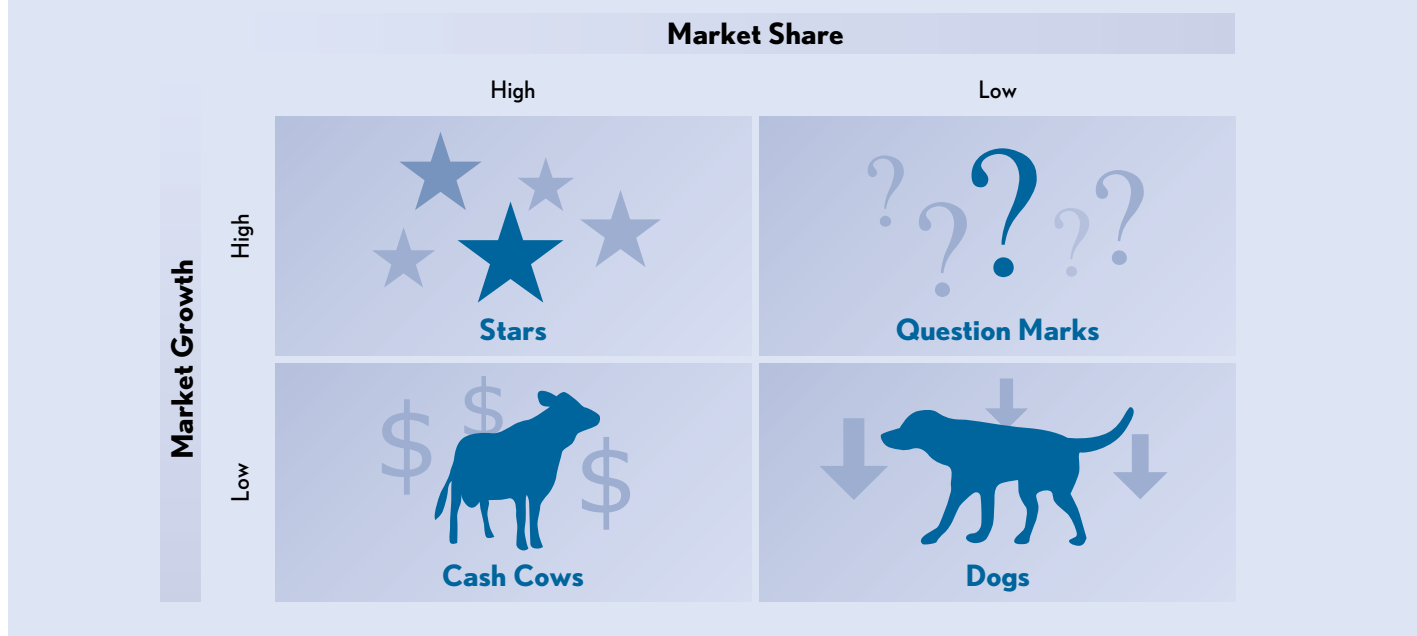 Market Share
High
Low
Market Growth
High
Stars
? ? ? ? ?
Question Marks
Low
$ $ $
Cash Cows
Dogs